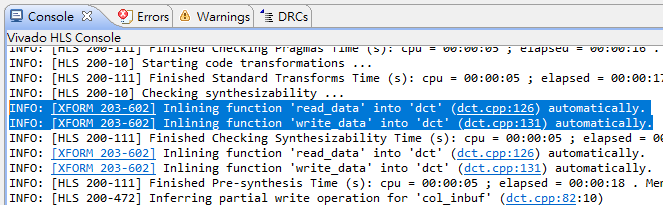 Console Errors Warnings DRCs
Vivado HLS Console
INFO: [HLS 200-111] Finished Checking Pragmas Time (s): cpu = 00:00:05 ; elapsed = 00:00:16 .
INFO: [HLS 200-10] Starting code transformations ...
INFO: [HLS 200-111] Finished Standard Transforms Time (s): cpu = 00:00:05 ; elapsed = 00:00:17
INFO: [HLS 200-10] Checking synthesizability ...
INFO: [XFORM 203-602] Inlining function 'read_data' into 'dct' (dct.cpp:126) automatically.
INFO: [XFORM 203-602] Inlining function 'write_data' into 'dct' (dct.cpp:131) automatically.
INFO: [HLS 200-111] Finished Checking Synthesizability Time (s): cpu = 00:00:05 ; elapsed = 0
INFO: [XFORM 203-602] Inlining function 'read_data' into 'dct' (dct.cpp:126) automatically.
INFO: [XFORM 203-602] Inlining function 'write_data' into 'dct' (dct.cpp:131) automatically.
INFO: [HLS 200-111] Finished Pre-synthesis Time (s): cpu = 00:00:05 ; elapsed = 00:00:18 . Mem
INFO: [HLS 200-472] Inferring partial write operation for 'col_inbuf' (dct.cpp:82:10)